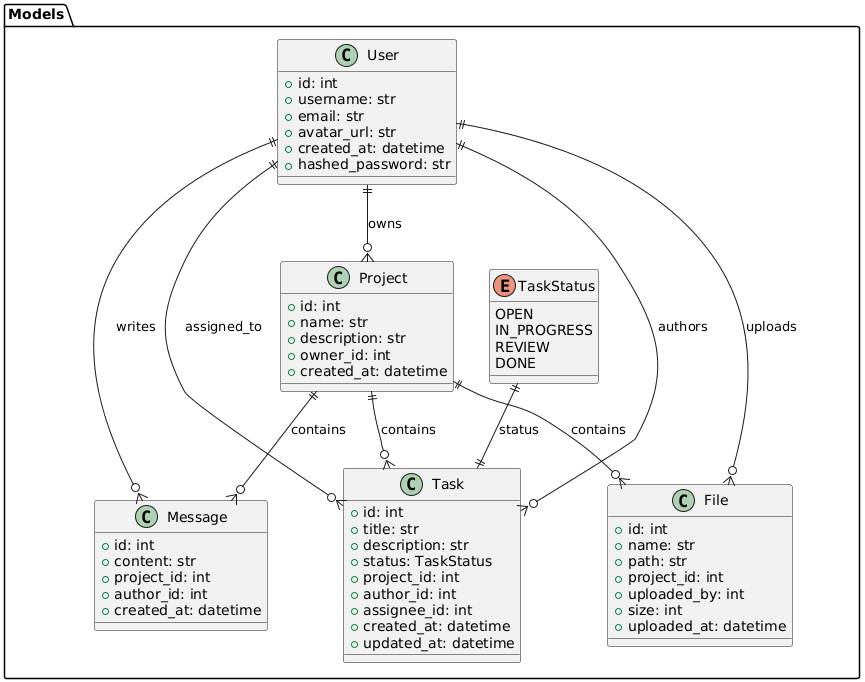 Models
C User
id: int
username: str
email: str
avatar_url: str
created_at: datetime
hashed_password: str
owns
C Project
id: int
name: str
description: str
owner_id: int
created_at: datetime
E TaskStatus
OPEN
IN_PROGRESS
REVIEW
DONE
writes
assigned_to
authors
uploads
contains
contains
status
contains
C Message
id: int
content: str
project_id: int
author_id: int
created_at: datetime
C Task
id: int
title: str
description: str
status: TaskStatus
project_id: int
author_id: int
assignee_id: int
created_at: datetime
updated_at: datetime
C File
id: int
name: str
path: str
project_id: int
uploaded_by: int
size: int
uploaded_at: datetime